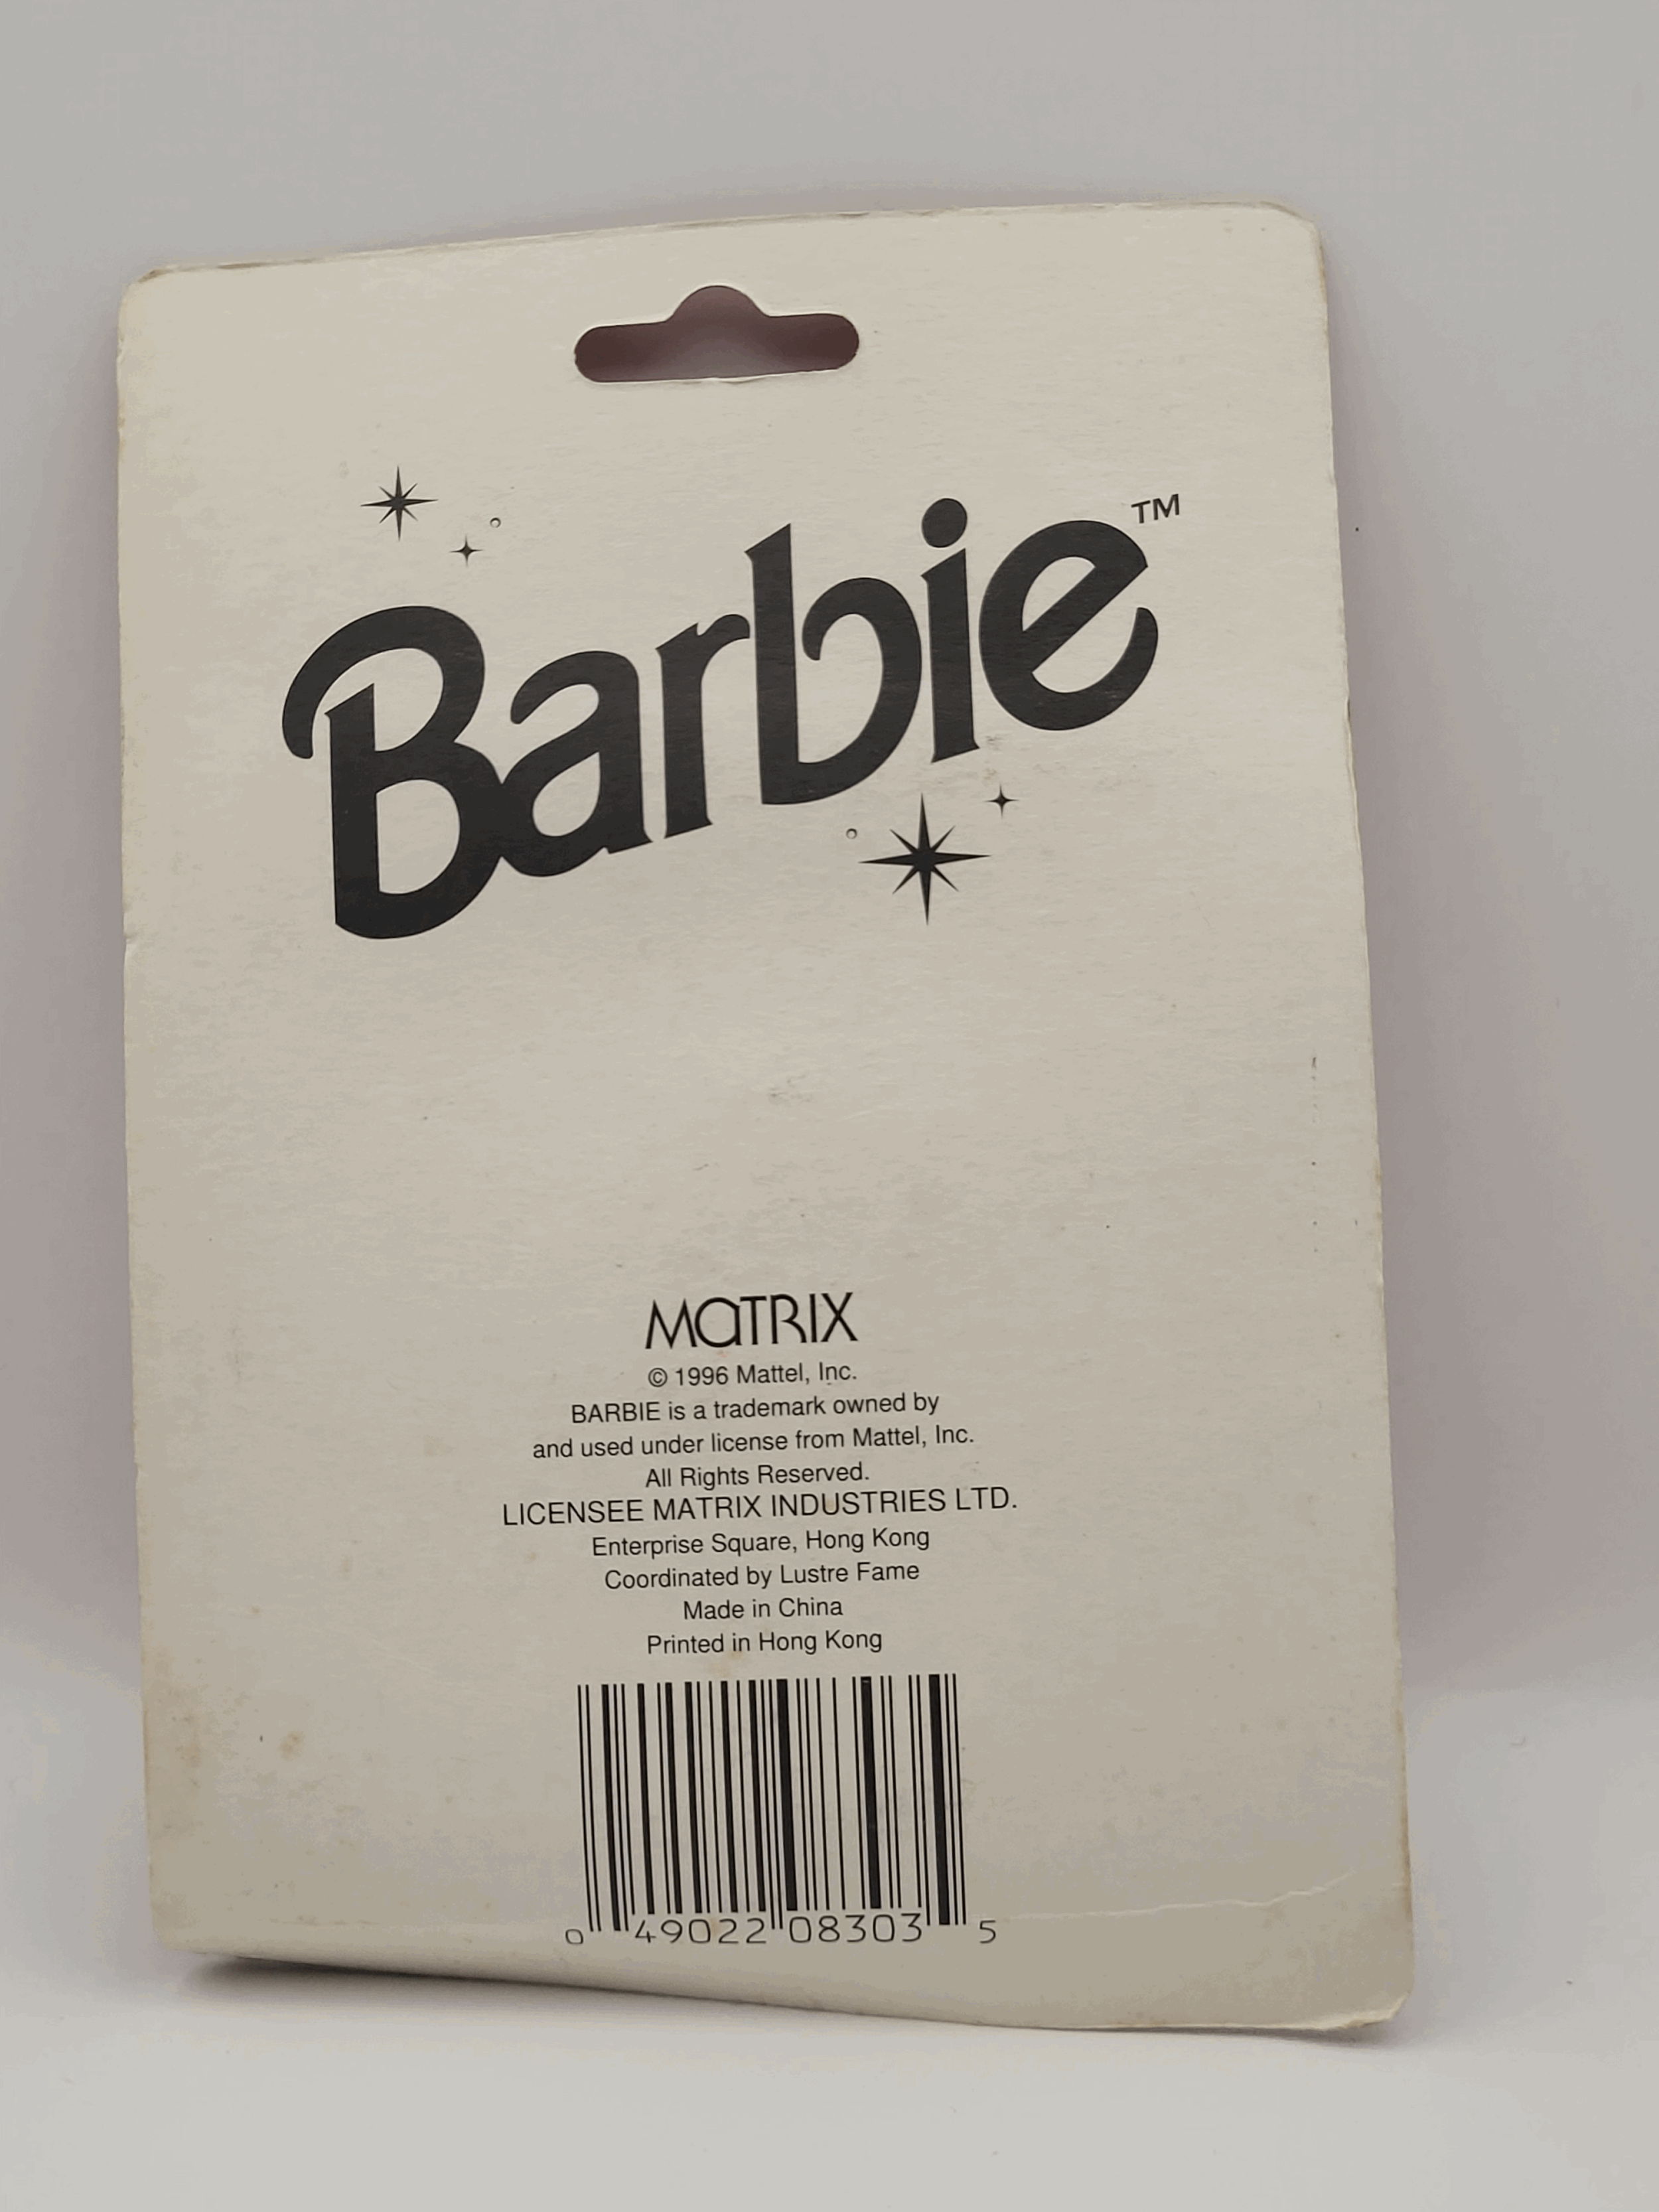 Barbie™
MATRIX
© 1996 Mattel, Inc.
BARBIE is a trademark owned by
and used under license from Mattel, Inc.
All Rights Reserved.
LICENSEE MATRIX INDUSTRIES LTD.
Enterprise Square, Hong Kong
Coordinated by Lustre Fame
Made in China
Printed in Hong Kong
0 49022 08303 5